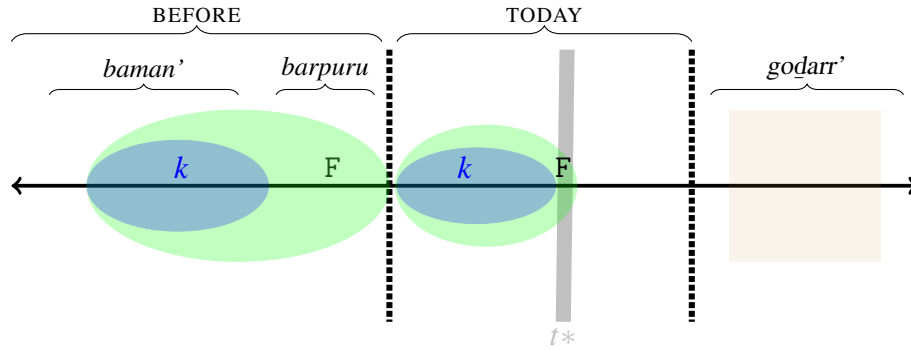 BEFORE TODAY
baman’ barpuru goḏarr’
k F k F
t∗